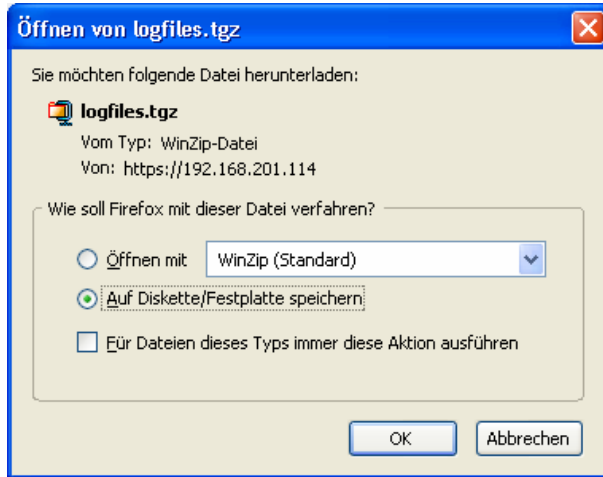 Öffnen von logfiles.tgz
Sie möchten folgende Datei herunterladen:
logfiles.tgz
Vom Typ: WinZip-Datei
Von: https://192.168.201.114
Wie soll Firefox mit dieser Datei verfahren?
Öffnen mit WinZip (Standard)
Auf Diskette/Festplatte speichern
Für Dateien dieses Typs immer diese Aktion ausführen
OK Abbrechen